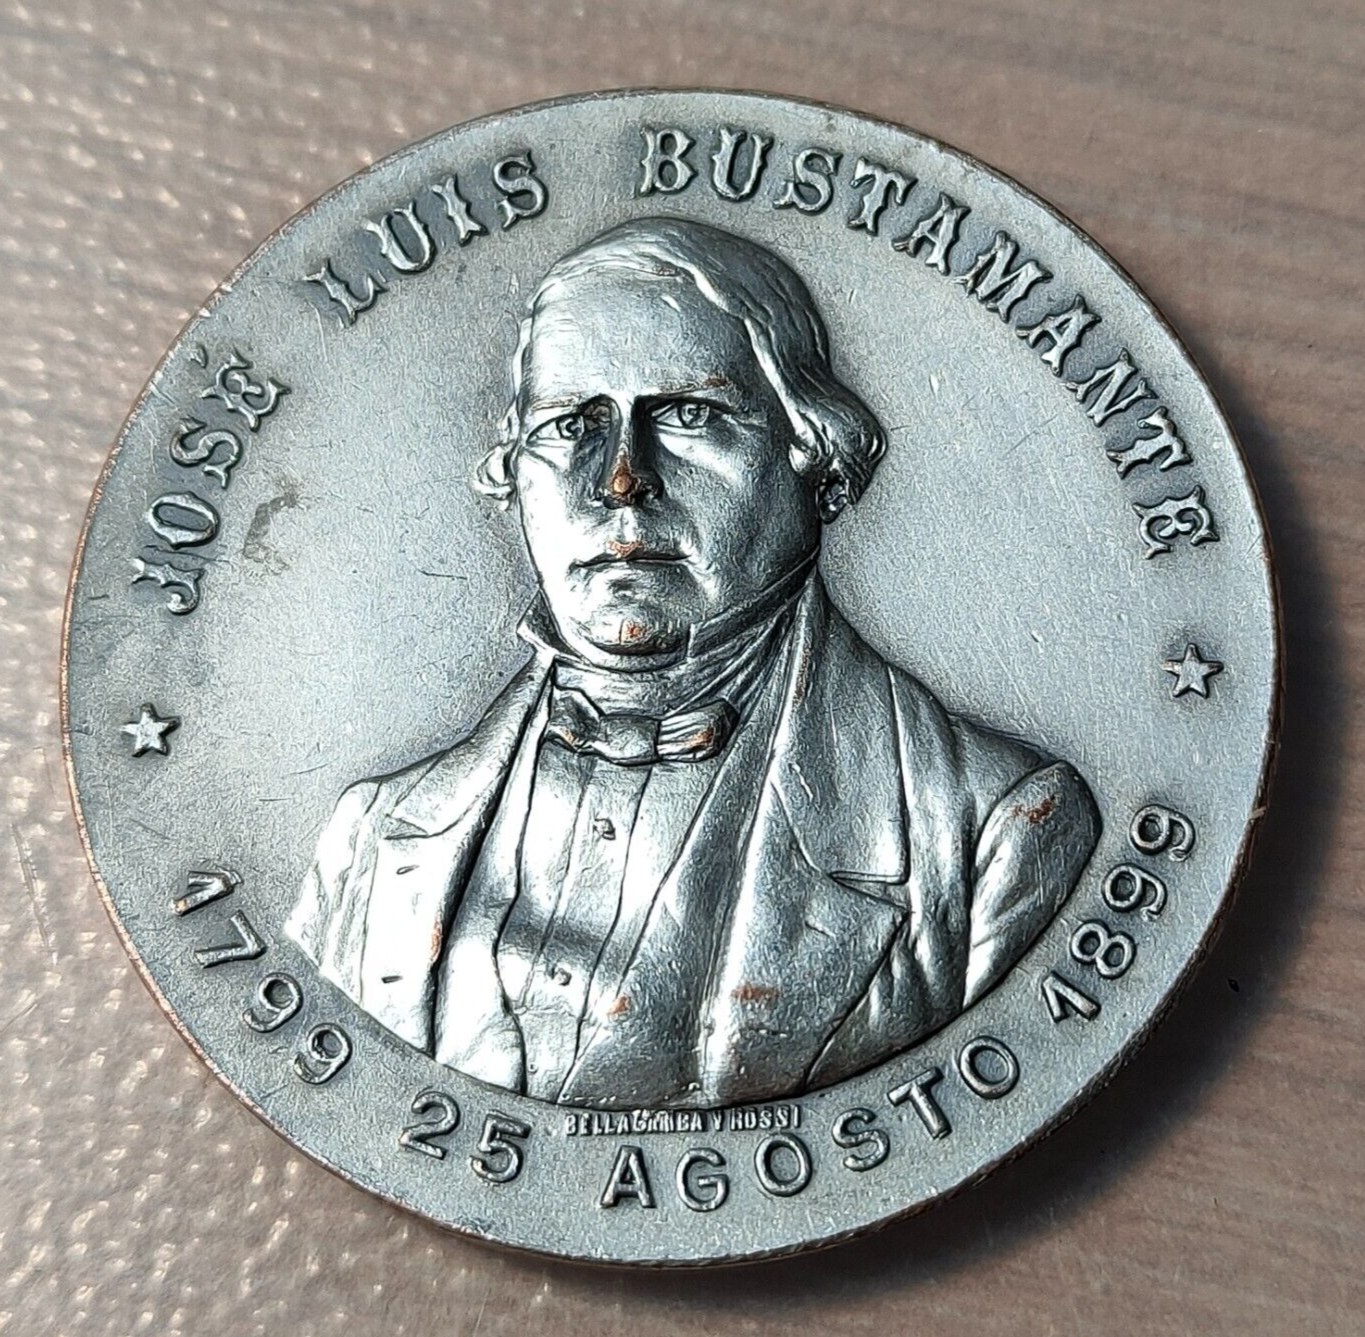 JOSÉ LUIS BUSTAMANTE
BELLAGAMBA Y ROSSI
1799 25 AGOSTO 1899